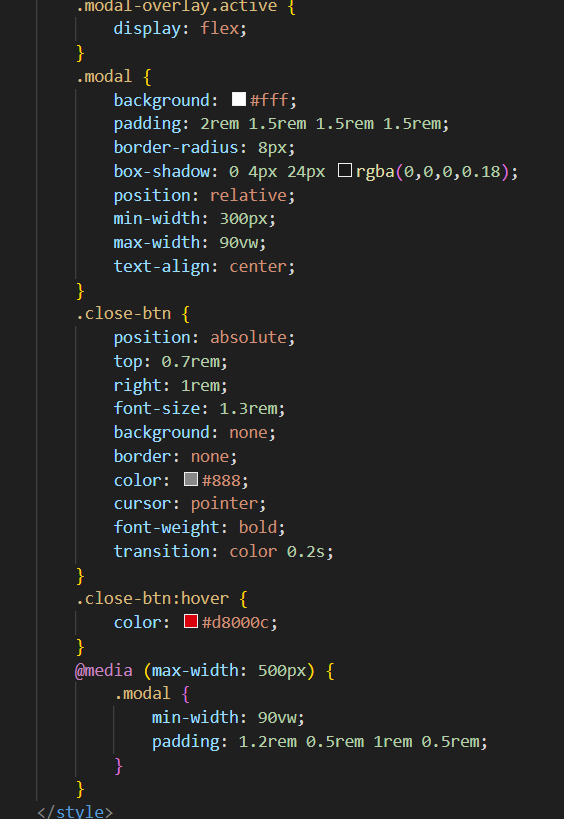 .modal-overlay.active {
display: flex;
}
.modal {
background: #fff;
padding: 2rem 1.5rem 1.5rem 1.5rem;
border-radius: 8px;
box-shadow: 0 4px 24px rgba(0,0,0,0.18);
position: relative;
min-width: 300px;
max-width: 90vw;
text-align: center;
}
.close-btn {
position: absolute;
top: 0.7rem;
right: 1rem;
font-size: 1.3rem;
background: none;
border: none;
color: #888;
cursor: pointer;
font-weight: bold;
transition: color 0.2s;
}
.close-btn:hover {
color: #d8000c;
}
@media (max-width: 500px) {
.modal {
min-width: 90vw;
padding: 1.2rem 0.5rem 1rem 0.5rem;
}
}
</style>